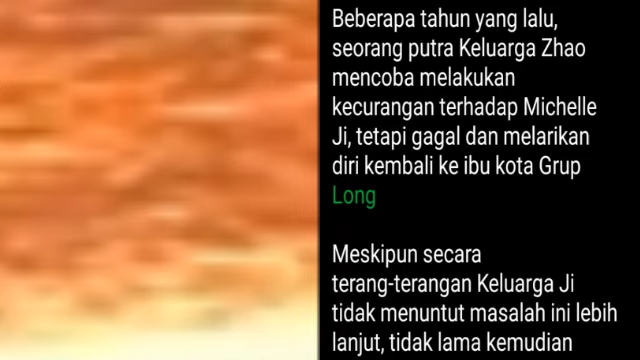 Beberapa tahun yang lalu,
seorang putra Keluarga Zhao
mencoba melakukan
kecurangan terhadap Michelle
Ji, tetapi gagal dan melarikan
diri kembali ke ibu kota Grup
Long
Meskipun secara
terang-terangan Keluarga Ji
tidak menuntut masalah ini lebih
lanjut, tidak lama kemudian